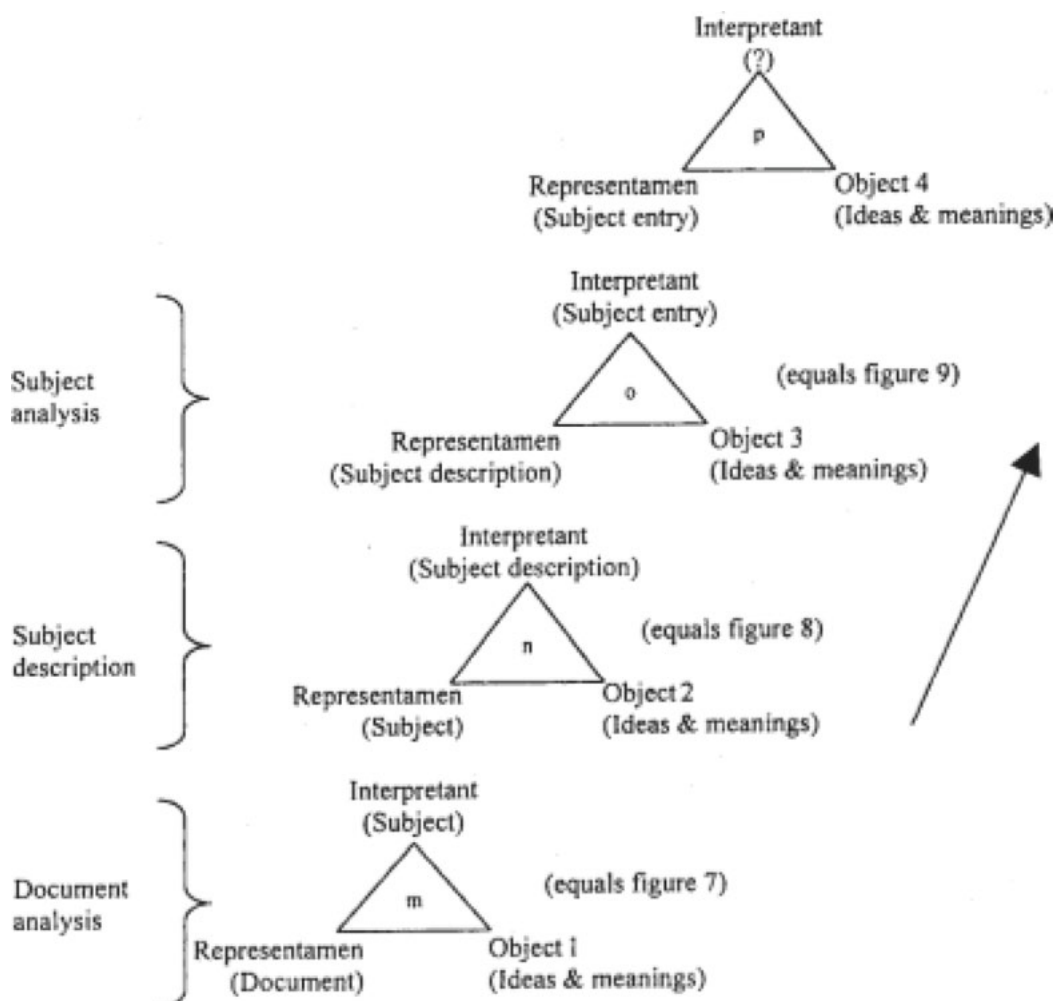 Interpretant
(?)
p
Representamen
(Subject entry)
Object 4
(Ideas & meanings)
Interpretant
(Subject entry)
Subject
analysis
o
(equals figure 9)
Representamen
(Subject description)
Object 3
(Ideas & meanings)
Interpretant
(Subject description)
Subject
description
n
(equals figure 8)
Representamen
(Subject)
Object 2
(Ideas & meanings)
Interpretant
(Subject)
Document
analysis
m
(equals figure 7)
Representamen
(Document)
Object 1
(Ideas & meanings)